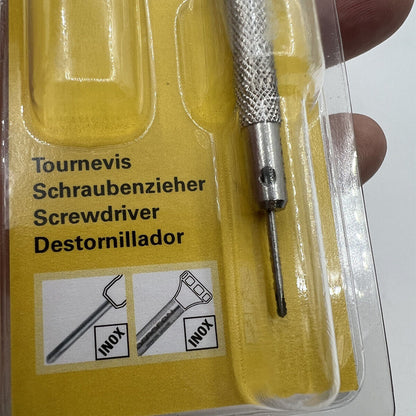 Tournevis
Schraubenzieher
Screwdriver
Destornillador
INOX
INOX